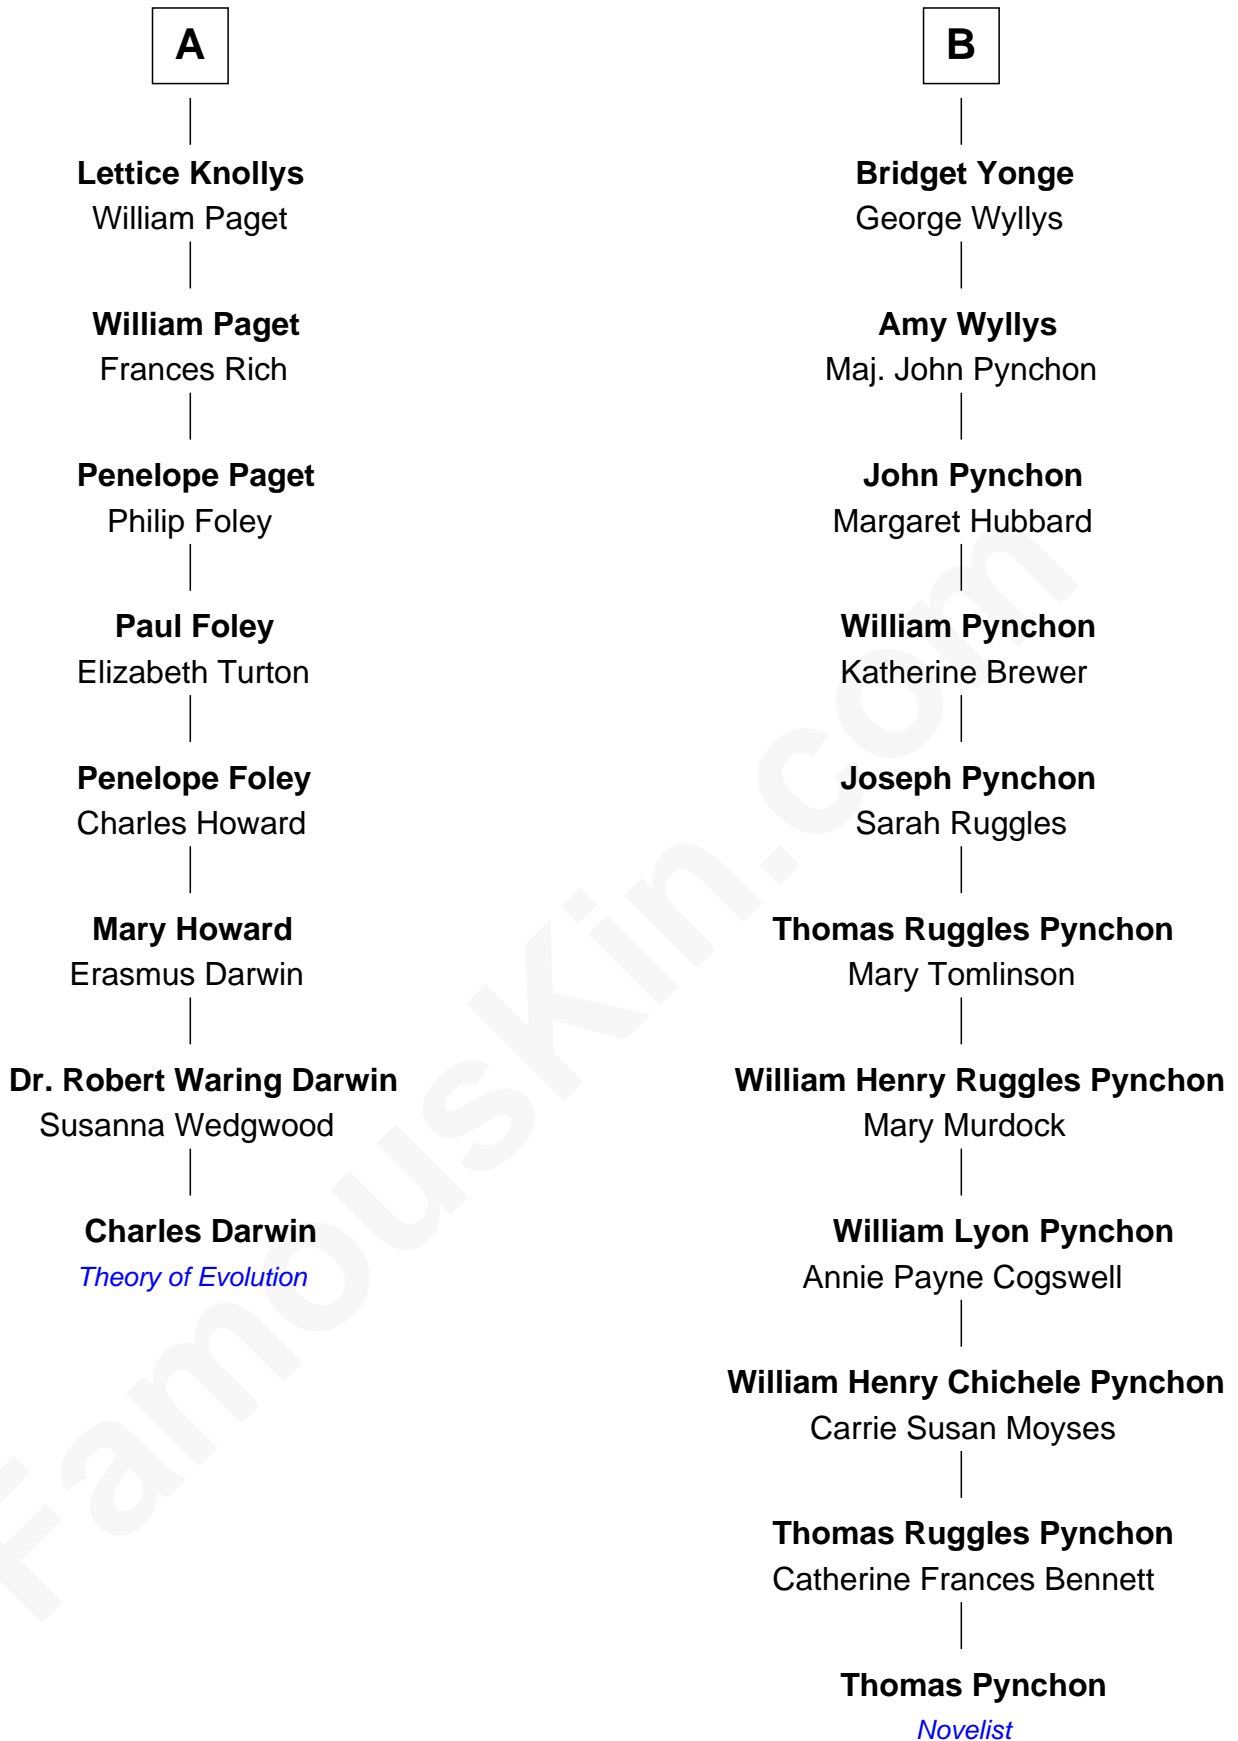 A
Lettice Knollys
William Paget
William Paget
Frances Rich
Penelope Paget
Philip Foley
Paul Foley
Elizabeth Turton
Penelope Foley
Charles Howard
Mary Howard
Erasmus Darwin
Dr. Robert Waring Darwin
Susanna Wedgwood
Charles Darwin
Theory of Evolution
B
Bridget Yonge
George Wyllys
Amy Wyllys
Maj. John Pynchon
John Pynchon
Margaret Hubbard
William Pynchon
Katherine Brewer
Joseph Pynchon
Sarah Ruggles
Thomas Ruggles Pynchon
Mary Tomlinson
William Henry Ruggles Pynchon
Mary Murdock
William Lyon Pynchon
Annie Payne Cogswell
William Henry Chichele Pynchon
Carrie Susan Moyses
Thomas Ruggles Pynchon
Catherine Frances Bennett
Thomas Pynchon
Novelist
FamousKin.com